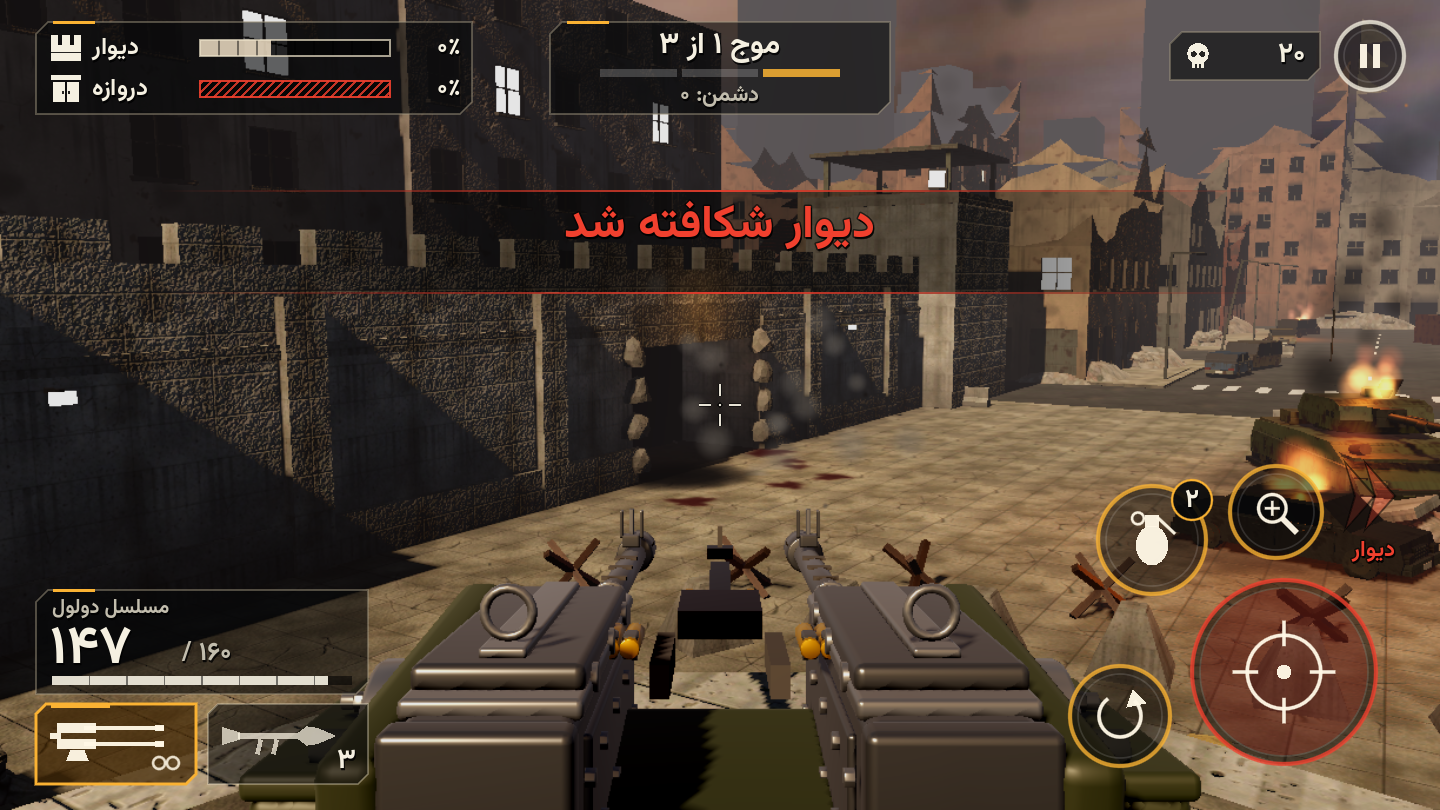 دیوار ۰٪
دروازه ۰٪
موج ۱ از ۳
دشمن: ۰
۲۰
دیوار شکافته شد
۲
دیوار
مسلسل دولول
۱۴۷ / ۱۶۰
∞
۳